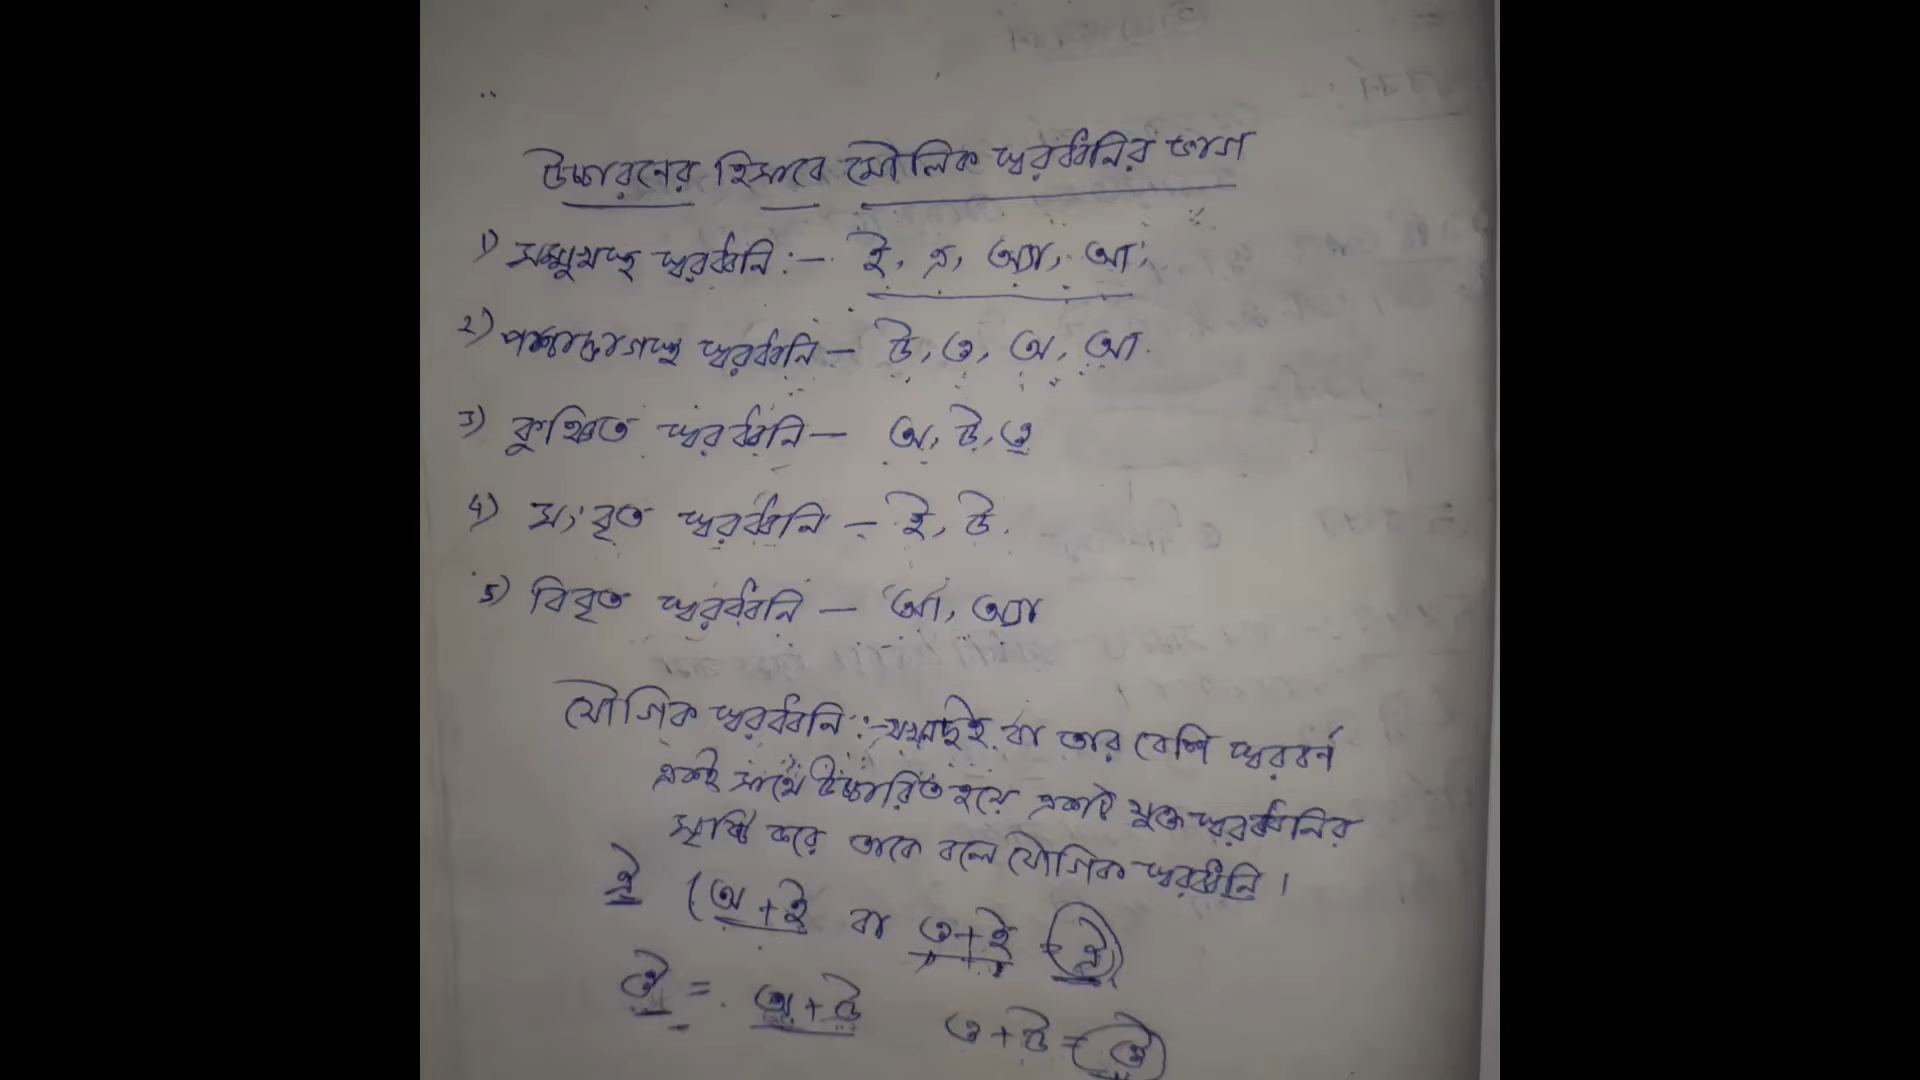 উচ্চারনের হিসাবে মৌলিক স্বরধ্বনির ভাগ
1) সম্মুখস্থ স্বরধ্বনি :- ই, এ, অ্যা, আ,
2) পশ্চাদ্ভাগস্থ স্বরধ্বনি - উ, ও, অ, আ.
3) কুঞ্চিত স্বরধ্বনি - অ, উ, ও
4) সংবৃত স্বরধ্বনি - ই, উ.
5) বিবৃত স্বরধ্বনি - আ, অ্যা
যৌগিক স্বরধ্বনি :- যখন দুই বা তার বেশি স্বরবর্ন
একই সাথে উচ্চারিত হয়ে একটি যুক্ত স্বরধ্বনির
সৃষ্টি করে তাকে বলে যৌগিক স্বরধ্বনি ।
ঐ (অ + ই বা ও + ই = ঐ)
ঔ = অ + উ ও + উ = (ঔ)